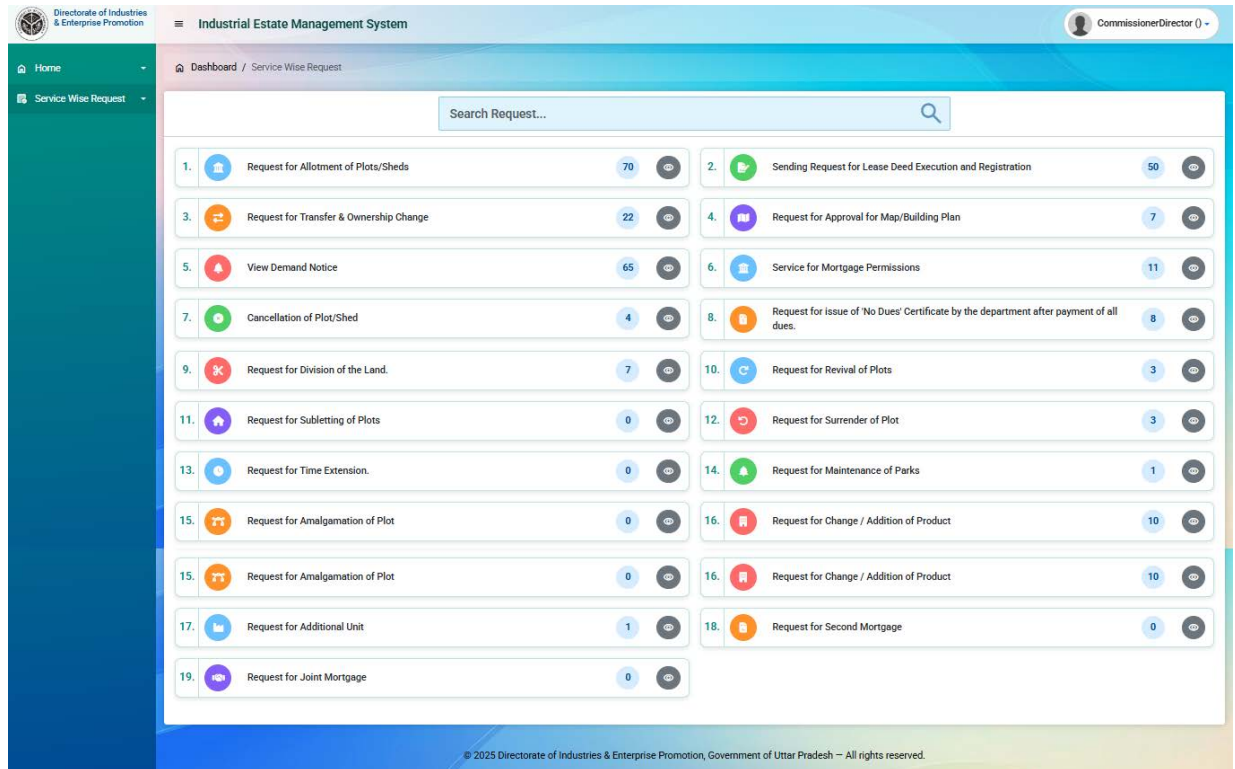 Directorate of Industries
& Enterprise Promotion
Industrial Estate Management System
CommissionerDirector ()
Home
Dashboard / Service Wise Request
Service Wise Request
Search Request...
1. Request for Allotment of Plots/Sheds 70
2. Sending Request for Lease Deed Execution and Registration 50
3. Request for Transfer & Ownership Change 22
4. Request for Approval for Map/Building Plan 7
5. View Demand Notice 65
6. Service for Mortgage Permissions 11
7. Cancellation of Plot/Shed 4
8. Request for issue of 'No Dues' Certificate by the department after payment of all
dues. 8
9. Request for Division of the Land. 7
10. Request for Revival of Plots 3
11. Request for Subletting of Plots 0
12. Request for Surrender of Plot 3
13. Request for Time Extension. 0
14. Request for Maintenance of Parks 1
15. Request for Amalgamation of Plot 0
16. Request for Change / Addition of Product 10
15. Request for Amalgamation of Plot 0
16. Request for Change / Addition of Product 10
17. Request for Additional Unit 1
18. Request for Second Mortgage 0
19. Request for Joint Mortgage 0
© 2025 Directorate of Industries & Enterprise Promotion, Government of Uttar Pradesh — All rights reserved.